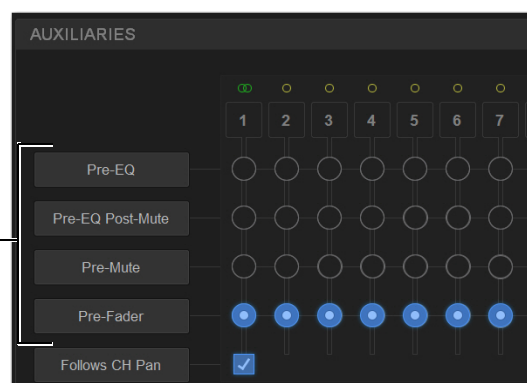 AUXILIARIES
1 2 3 4 5 6 7
Pre-EQ
Pre-EQ Post-Mute
Pre-Mute
Pre-Fader
Follows CH Pan